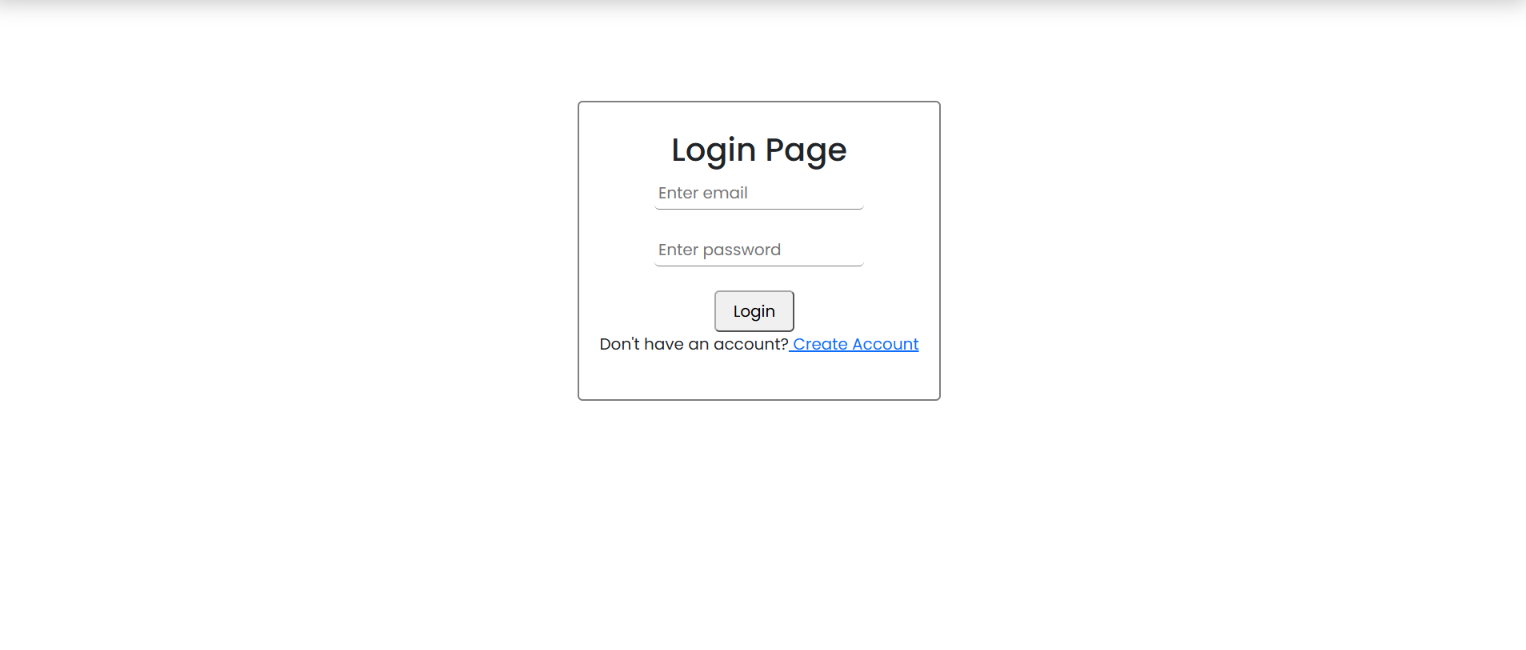 Login Page
Enter email
Enter password
Login
Don't have an account? Create Account